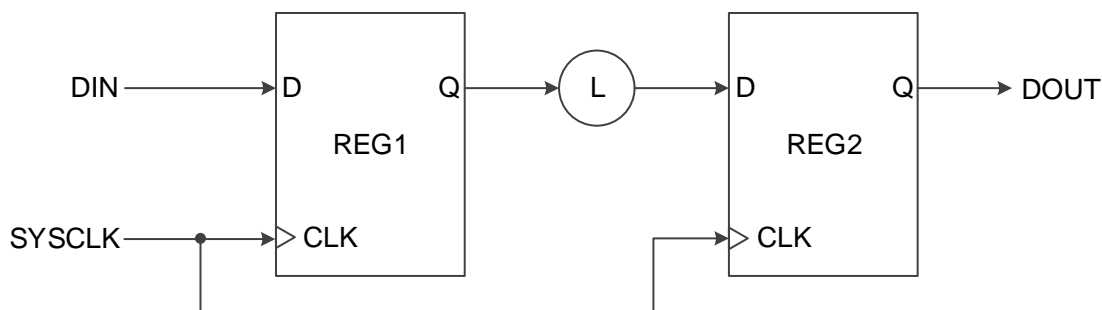 DIN
D
Q
L
D
Q
DOUT
REG1
REG2
SYSCLK
CLK
CLK